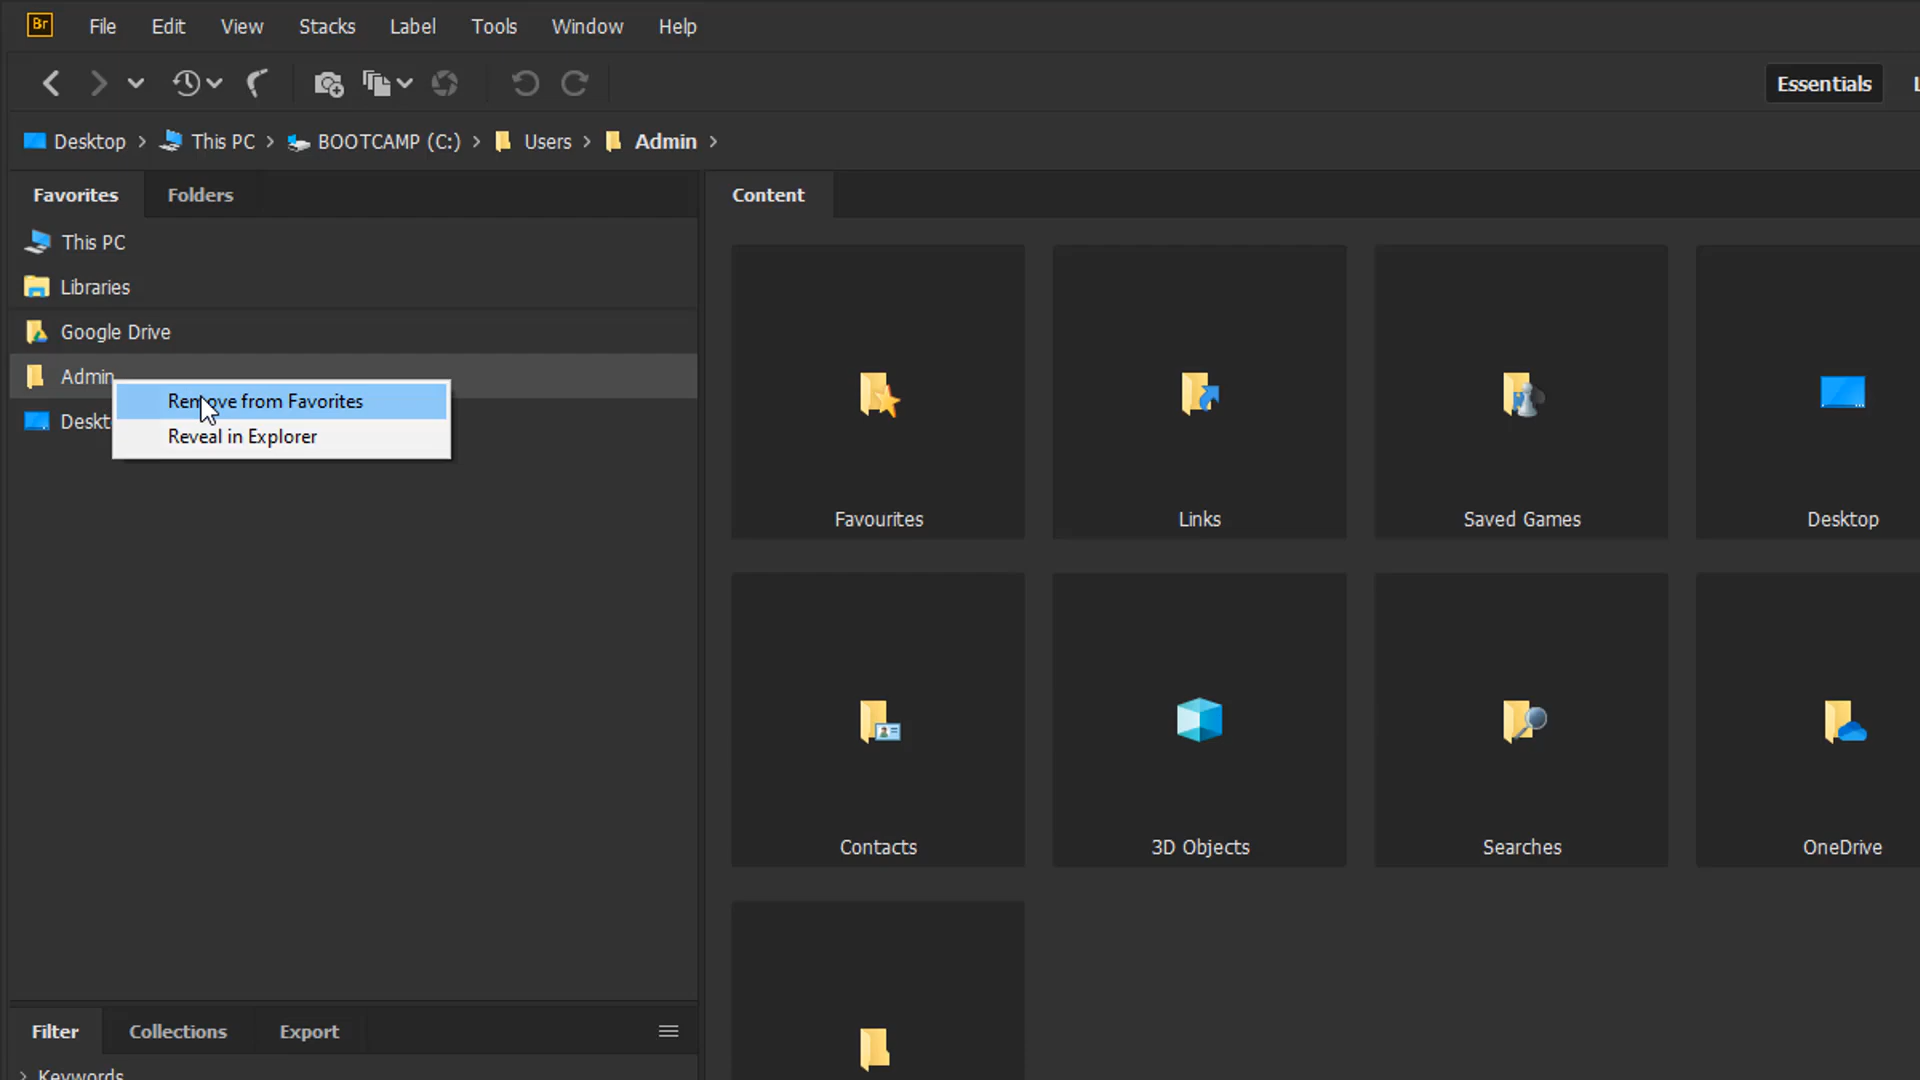 Br File Edit View Stacks Label Tools Window Help
Essentials L
Desktop > This PC > BOOTCAMP (C:) > Users > Admin >
Favorites Folders
Content
This PC
Libraries
Google Drive
Admin
Remove from Favorites
Deskt
Reveal in Explorer
Favourites Links Saved Games Desktop
Contacts 3D Objects Searches OneDrive
Filter Collections Export
> Keywords